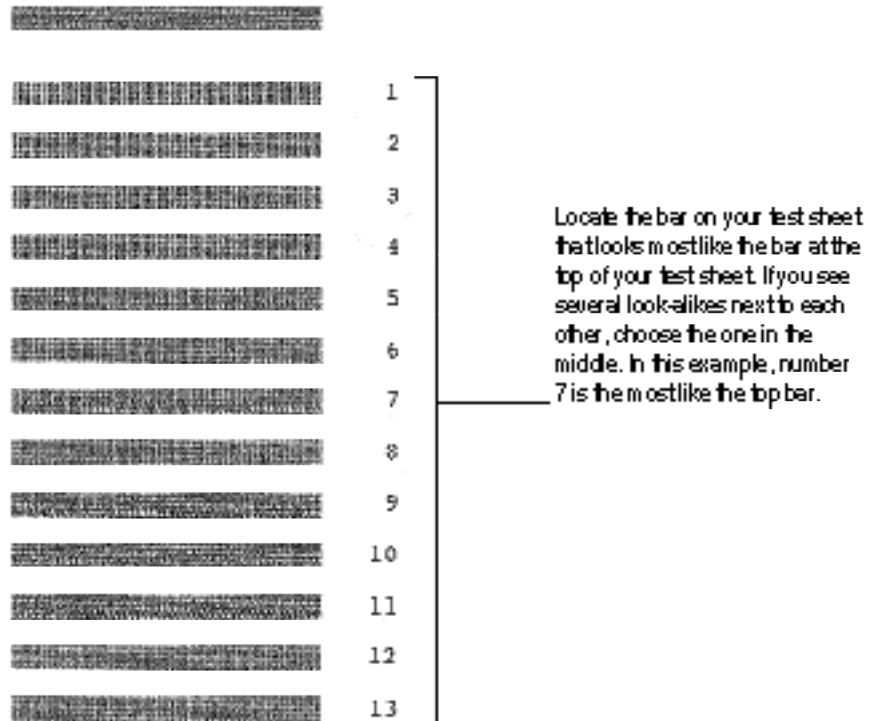 1
2
3
4
5
6
7
8
9
10
11
12
13
Locate the bar on your test sheet
that looks most like the bar at the
top of your test sheet. If you see
several look-alikes next to each
other, choose the one in the
middle. In this example, number
7 is the most like the top bar.